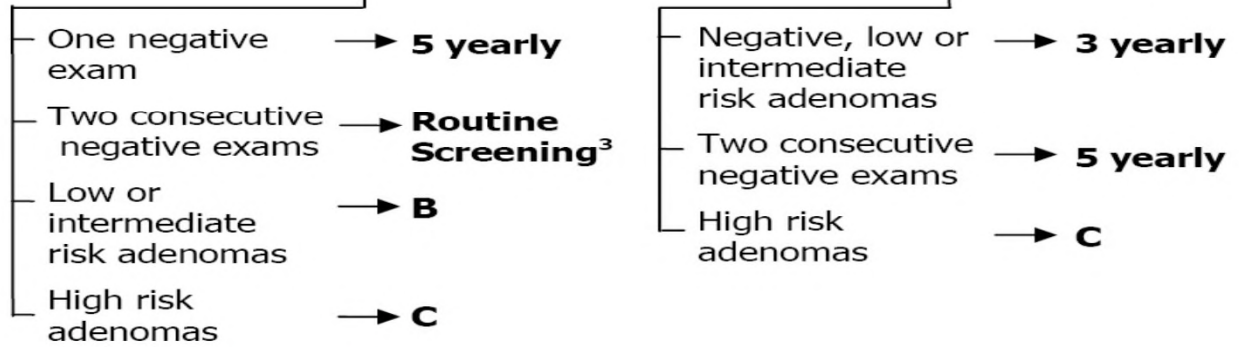 One negative
exam
5 yearly
Two consecutive
negative exams
Routine
Screening³
Low or
intermediate
risk adenomas
B
High risk
adenomas
C
Negative, low or
intermediate
risk adenomas
3 yearly
Two consecutive
negative exams
5 yearly
High risk
adenomas
C